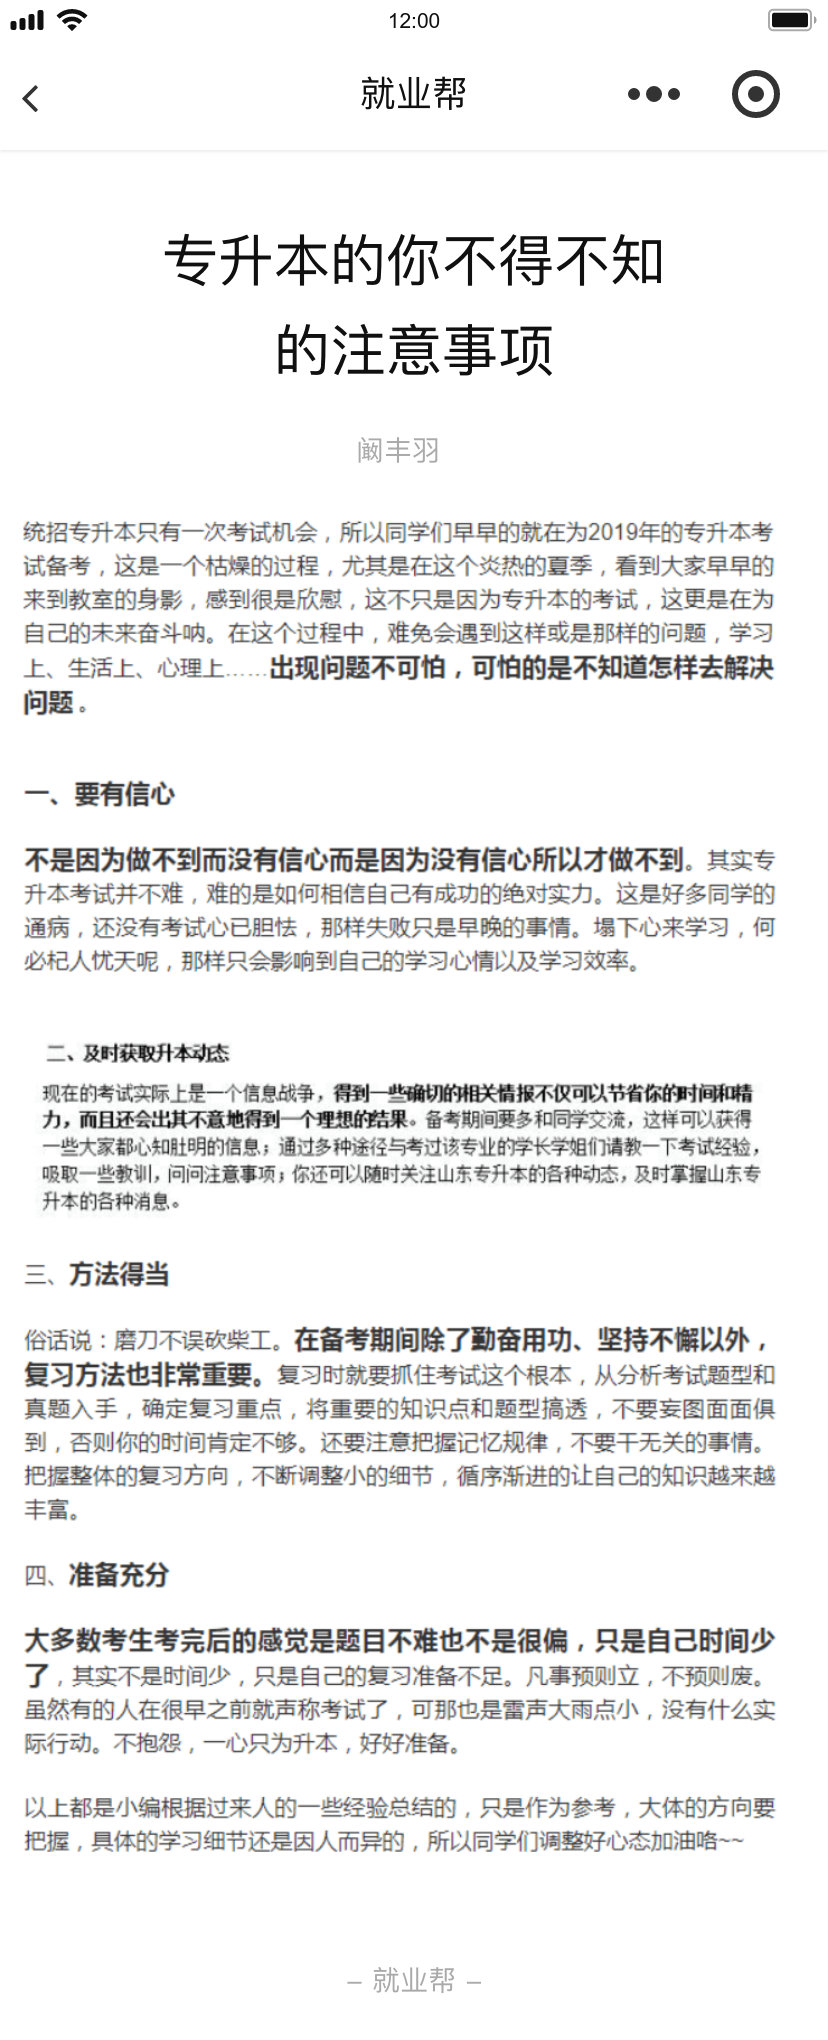 12:00
就业帮
专升本的你不得不知
的注意事项
阚丰羽
统招专升本只有一次考试机会，所以同学们早早的就在为2019年的专升本考
试备考，这是一个枯燥的过程，尤其是在这个炎热的夏季，看到大家早早的
来到教室的身影，感到很是欣慰，这不只是因为专升本的考试，这更是在为
自己的未来奋斗呐。在这个过程中，难免会遇到这样或是那样的问题，学习
上、生活上、心理上……出现问题不可怕，可怕的是不知道怎样去解决
问题。
一、要有信心
不是因为做不到而没有信心而是因为没有信心所以才做不到。其实专
升本考试并不难，难的是如何相信自己有成功的绝对实力。这是好多同学的
通病，还没有考试心已胆怯，那样失败只是早晚的事情。塌下心来学习，何
必杞人忧天呢，那样只会影响到自己的学习心情以及学习效率。
二、及时获取升本动态
现在的考试实际上是一个信息战争，得到一些确切的相关情报不仅可以节省你的时间和精
力，而且还会出其不意地得到一个理想的结果。备考期间要多和同学交流，这样可以获得
一些大家都心知肚明的信息；通过多种途径与考过该专业的学长学姐们请教一下考试经验，
吸取一些教训，问问注意事项；你还可以随时关注山东专升本的各种动态，及时掌握山东专
升本的各种消息。
三、方法得当
俗话说：磨刀不误砍柴工。在备考期间除了勤奋用功、坚持不懈以外，
复习方法也非常重要。复习时就要抓住考试这个根本，从分析考试题型和
真题入手，确定复习重点，将重要的知识点和题型搞透，不要妄图面面俱
到，否则你的时间肯定不够。还要注意把握记忆规律，不要干无关的事情。
把握整体的复习方向，不断调整小的细节，循序渐进的让自己的知识越来越
丰富。
四、准备充分
大多数考生考完后的感觉是题目不难也不是很偏，只是自己时间少
了，其实不是时间少，只是自己的复习准备不足。凡事预则立，不预则废。
虽然有的人在很早之前就声称考试了，可那也是雷声大雨点小，没有什么实
际行动。不抱怨，一心只为升本，好好准备。
以上都是小编根据过来人的一些经验总结的，只是作为参考，大体的方向要
把握，具体的学习细节还是因人而异的，所以同学们调整好心态加油咯~~
– 就业帮 –